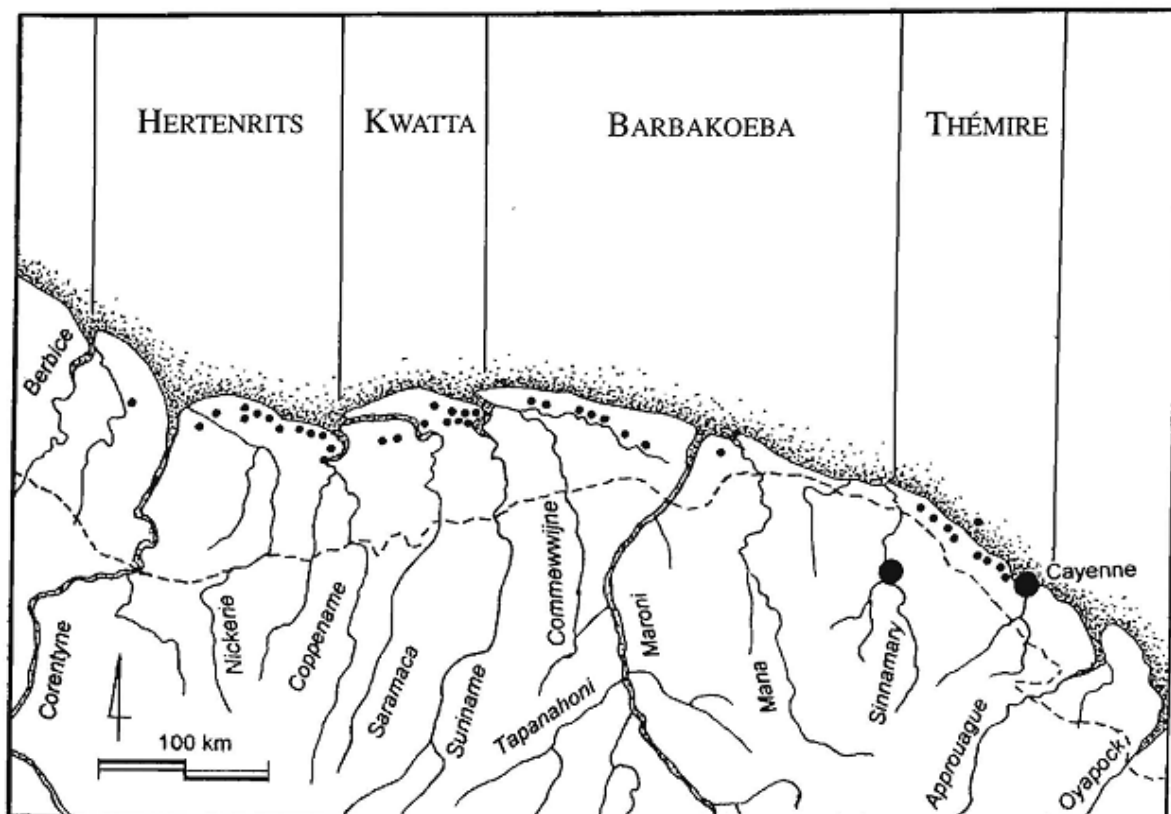 HERTENRITS
KWATTA
BARBAKOEBA
THÉMIRE
Berbice
Corentyne
Nickerie
Coppename
Saramaca
Suriname
Commewwijne
Tapanahoni
Maroni
Mana
Sinnamary
Cayenne
Approuague
Oyapock
100 km